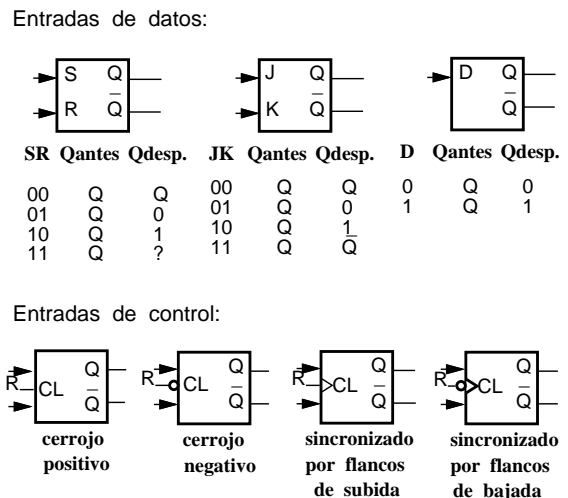 Entradas de datos:
S Q J Q D Q
R Q̅ K Q̅ Q̅
SR Qantes Qdesp. JK Qantes Qdesp. D Qantes Qdesp.
00 Q Q 00 Q Q 0 Q 0
01 Q 0 01 Q 0 1 Q 1
10 Q 1 10 Q 1
11 Q ? 11 Q Q̅
Entradas de control:
Q Q Q Q
R CL R CL R CL R CL
Q̅ Q̅ Q̅ Q̅
cerrojo cerrojo sincronizado sincronizado
positivo negativo por flancos por flancos
de subida de bajada